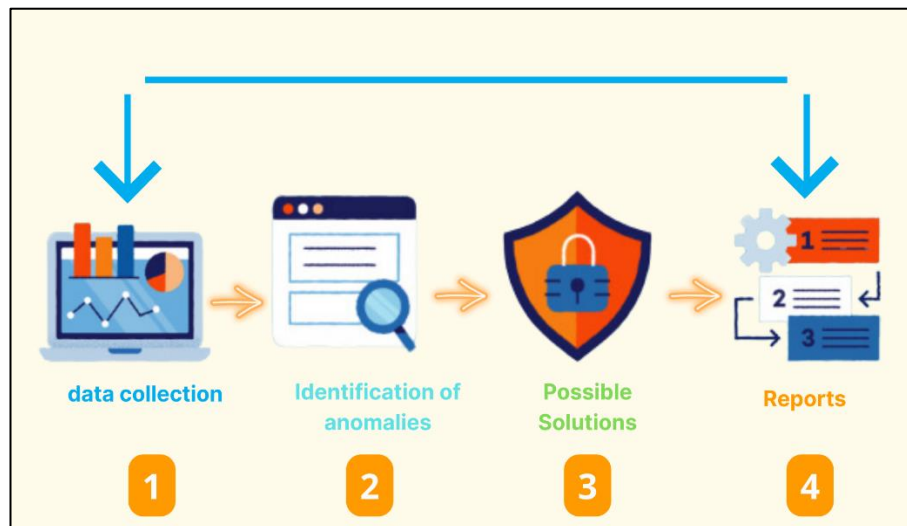 1
2
3
data collection
Identification of
anomalies
Possible
Solutions
Reports
1
2
3
4